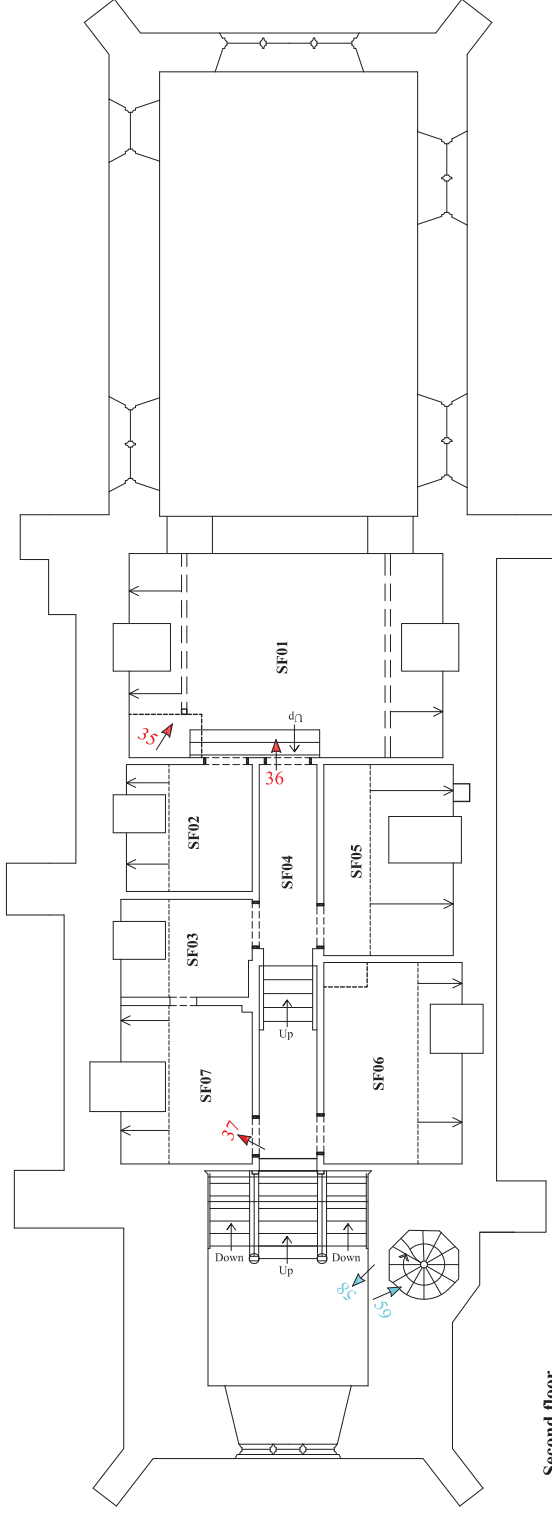 35
SF01
Up
36
SF02
SF04
SF05
SF03
Up
SF07
SF06
37
Down
Up
Down
58
59
Second floor